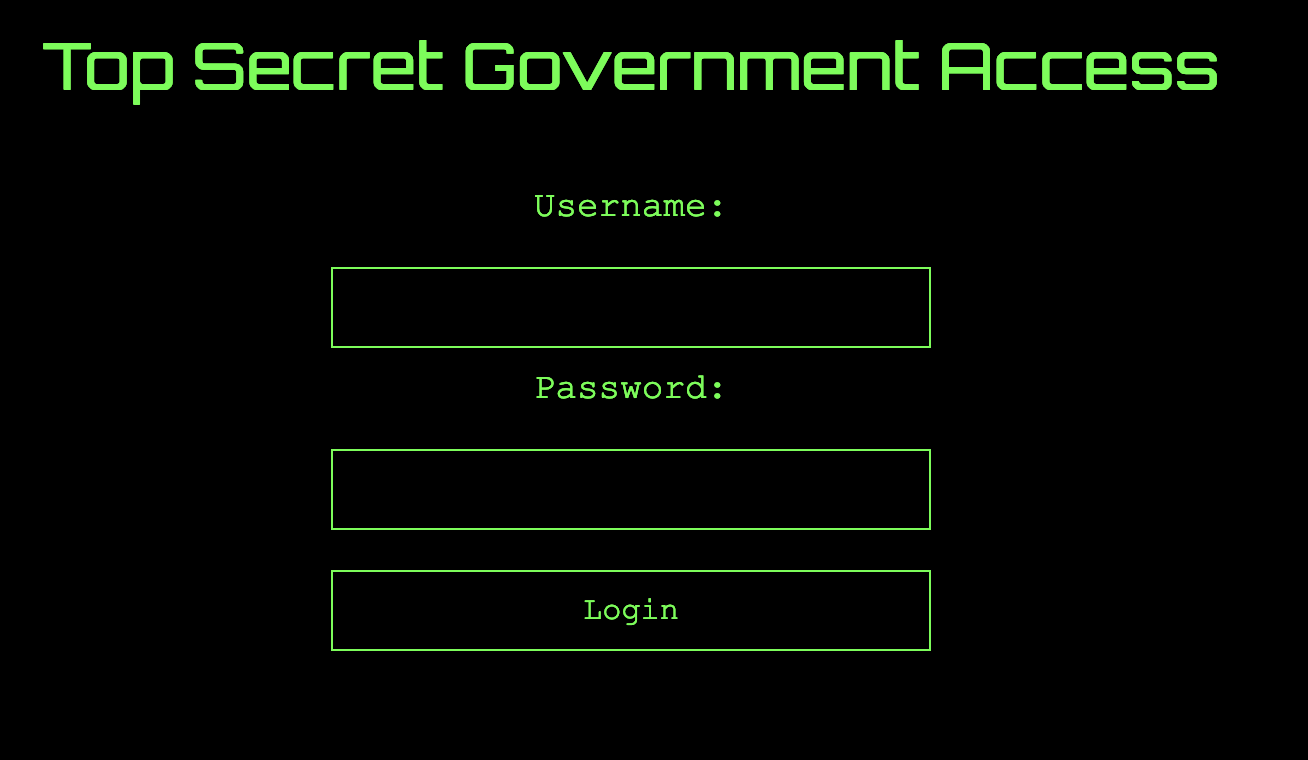 Top Secret Government Access
Username:
Password:
Login